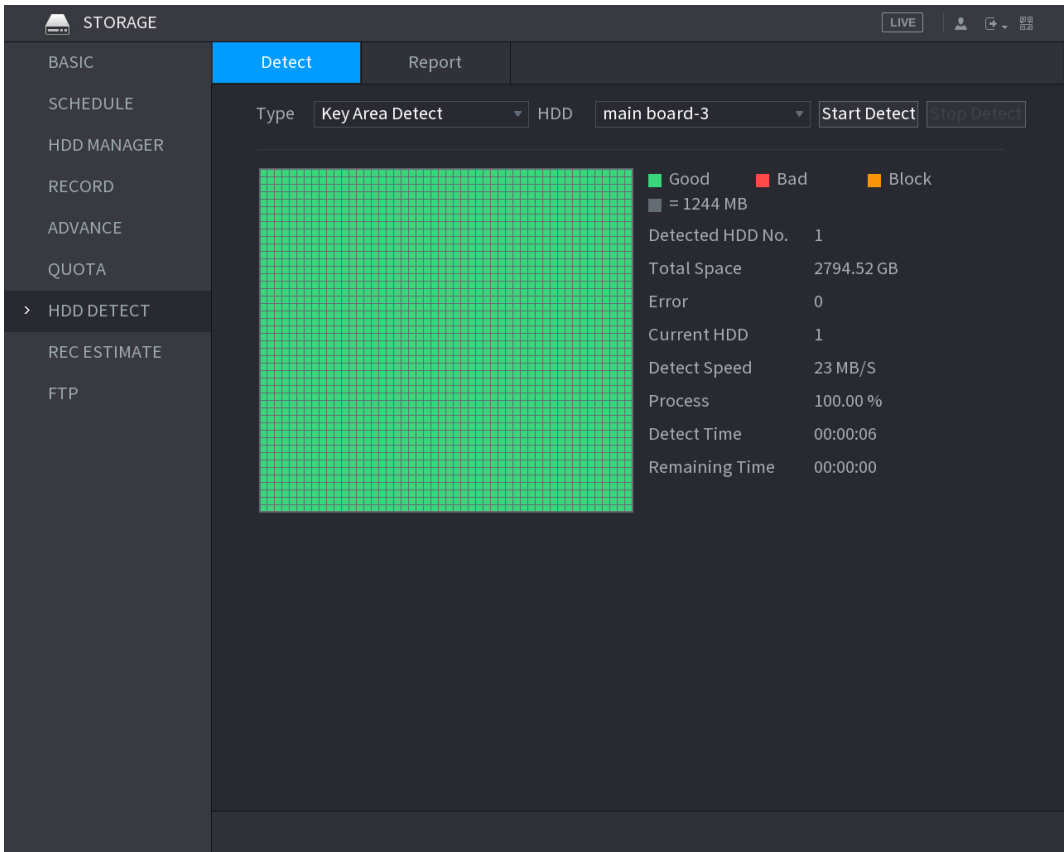 STORAGE LIVE
BASIC
SCHEDULE
HDD MANAGER
RECORD
ADVANCE
QUOTA
HDD DETECT
REC ESTIMATE
FTP
Detect Report
Type Key Area Detect HDD main board-3 Start Detect Stop Detect
Good Bad Block
= 1244 MB
Detected HDD No. 1
Total Space 2794.52 GB
Error 0
Current HDD 1
Detect Speed 23 MB/S
Process 100.00 %
Detect Time 00:00:06
Remaining Time 00:00:00